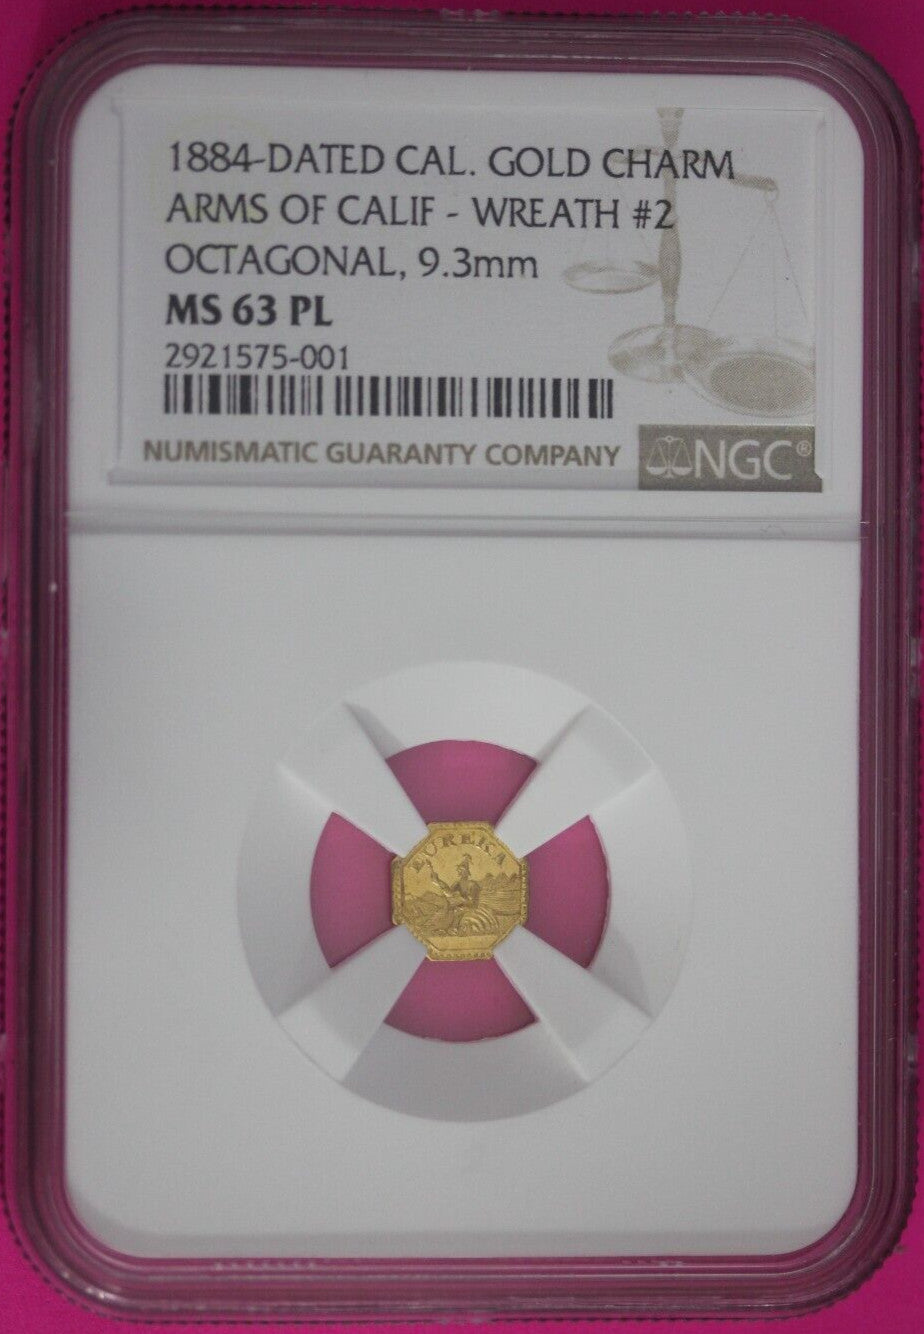 1884-DATED CAL. GOLD CHARM
ARMS OF CALIF - WREATH #2
OCTAGONAL, 9.3mm
MS 63 PL
2921575-001
NUMISMATIC GUARANTY COMPANY
NGC®
EUREKA